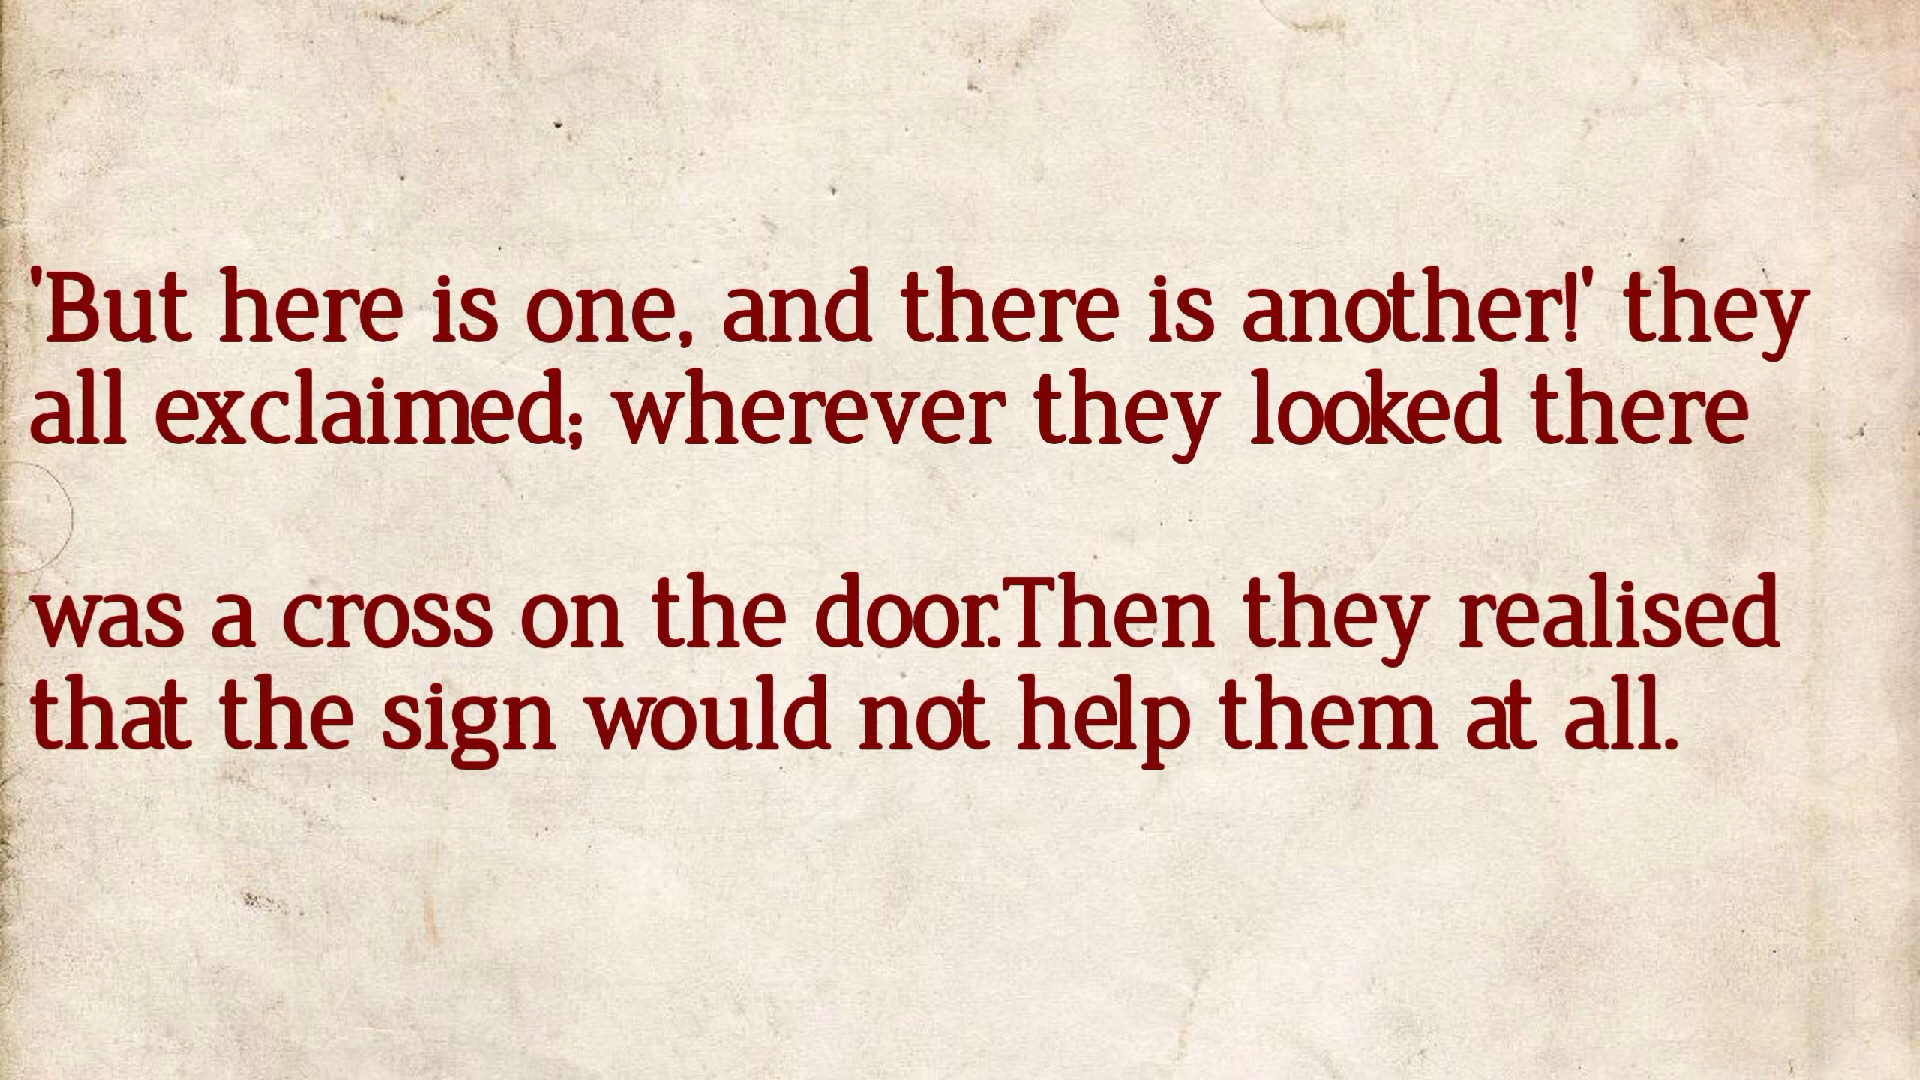 'But here is one, and there is another!' they
all exclaimed; wherever they looked there
was a cross on the door.Then they realised
that the sign would not help them at all.